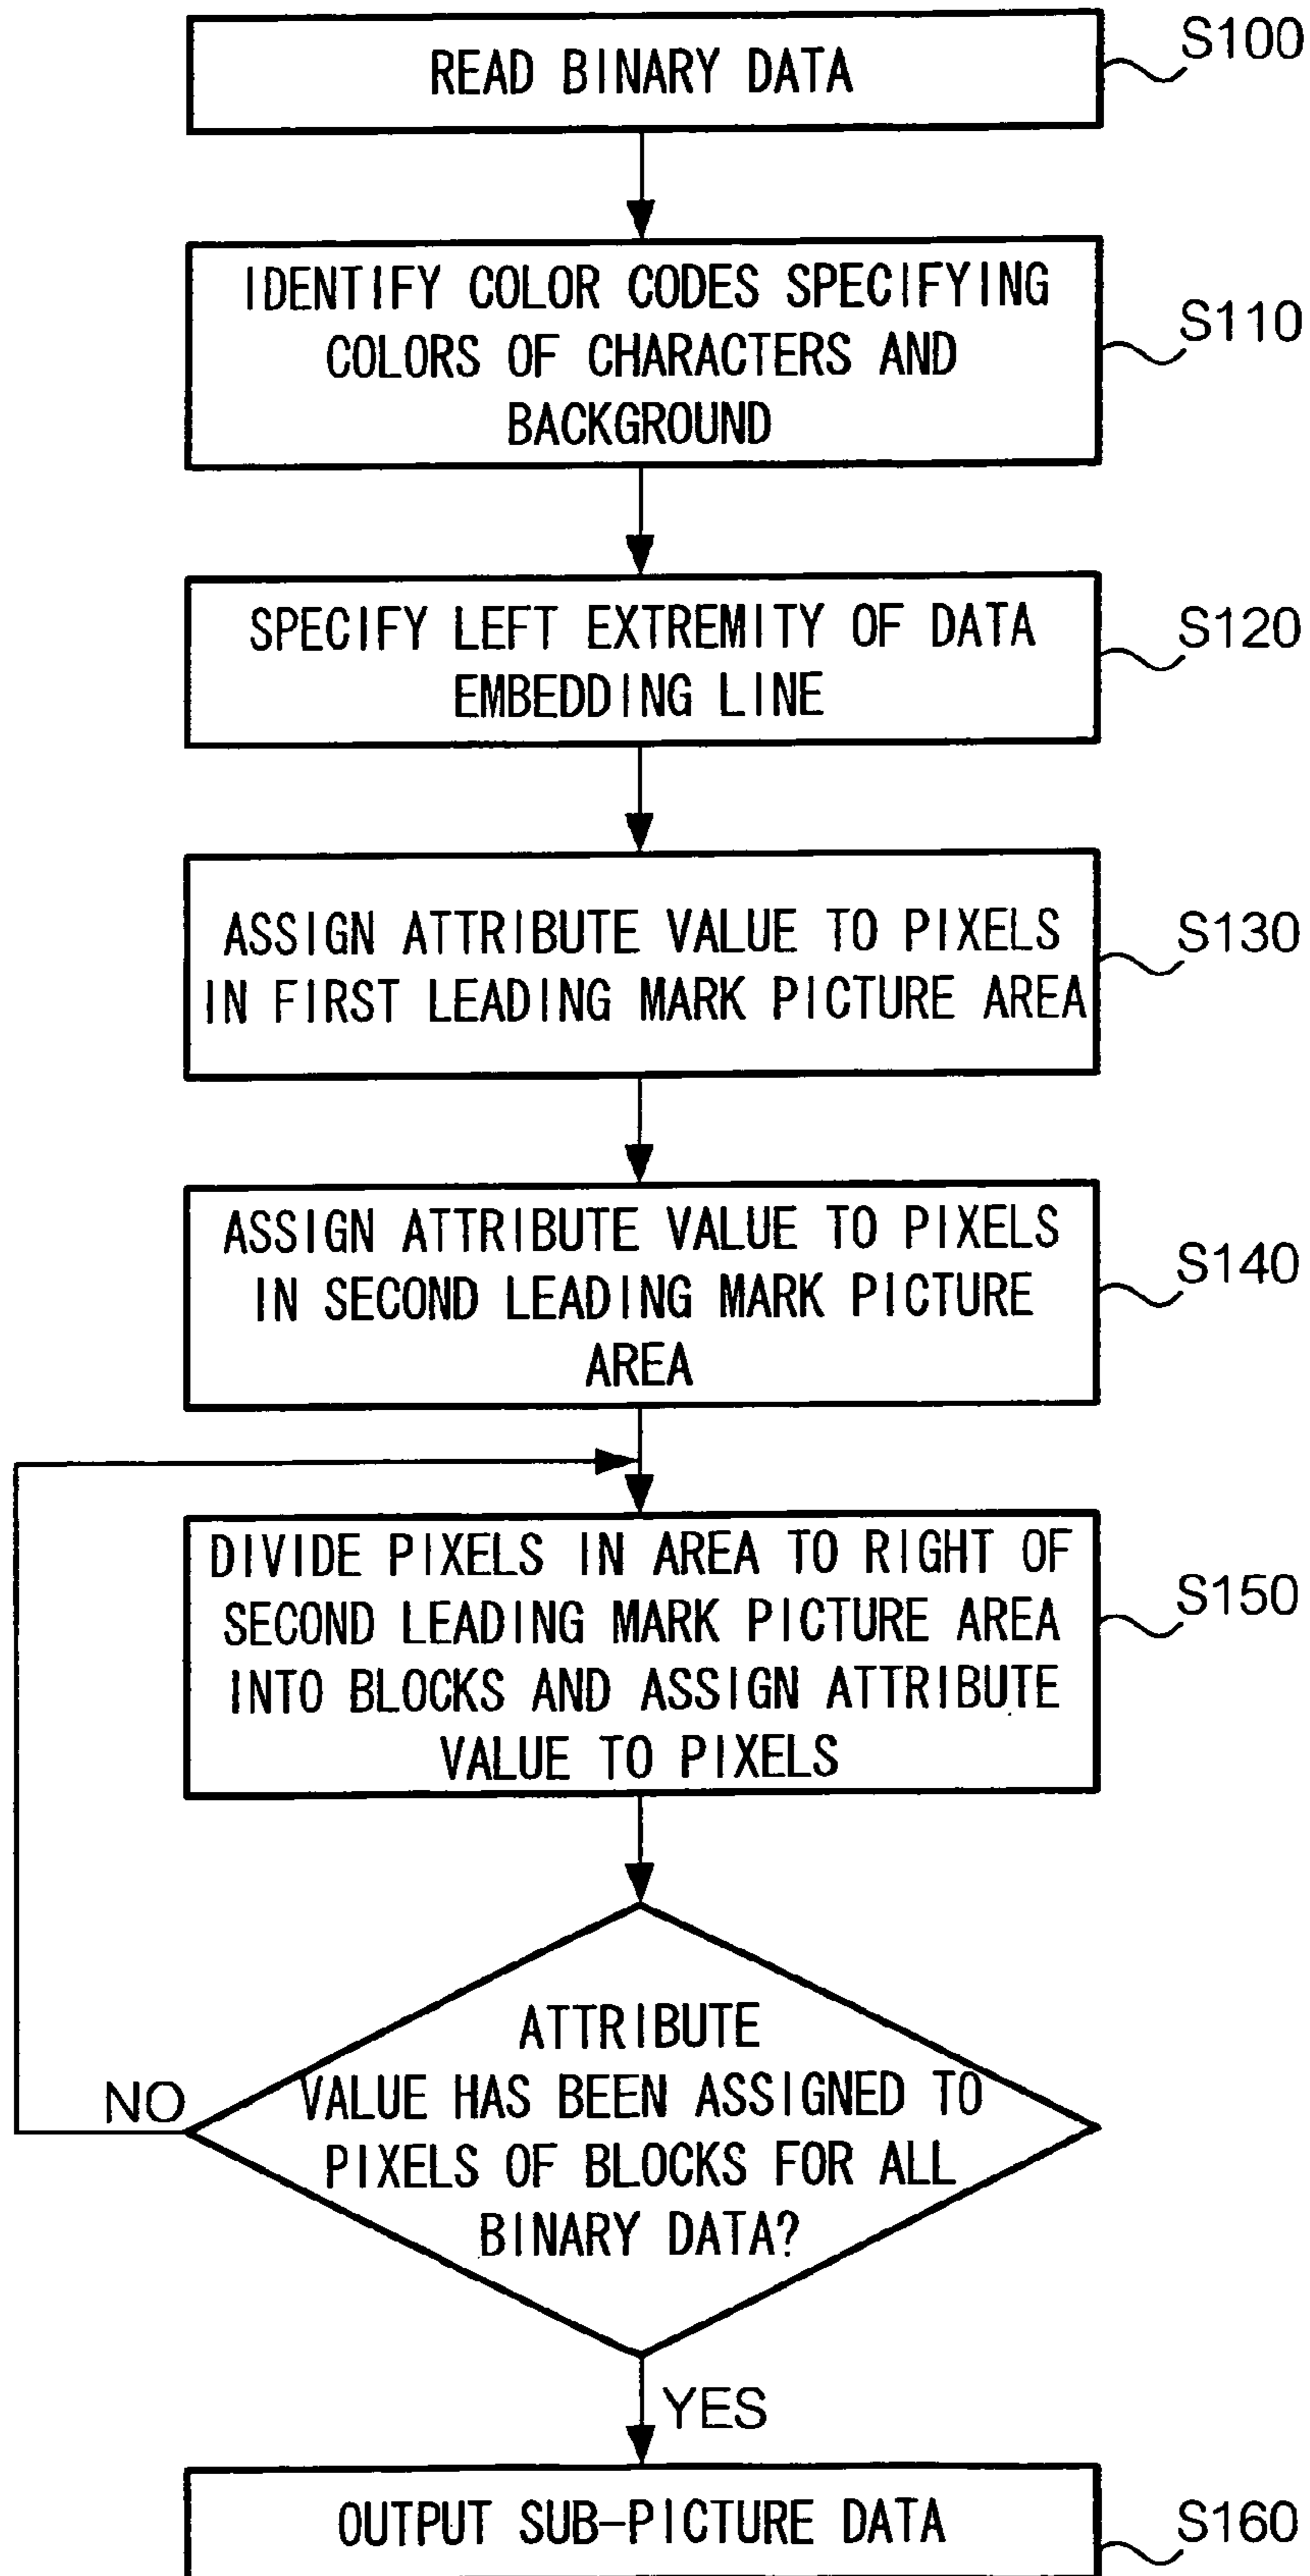 READ BINARY DATA
S100
IDENTIFY COLOR CODES SPECIFYING
COLORS OF CHARACTERS AND
BACKGROUND
S110
SPECIFY LEFT EXTREMITY OF DATA
EMBEDDING LINE
S120
ASSIGN ATTRIBUTE VALUE TO PIXELS
IN FIRST LEADING MARK PICTURE AREA
S130
ASSIGN ATTRIBUTE VALUE TO PIXELS
IN SECOND LEADING MARK PICTURE
AREA
S140
DIVIDE PIXELS IN AREA TO RIGHT OF
SECOND LEADING MARK PICTURE AREA
INTO BLOCKS AND ASSIGN ATTRIBUTE
VALUE TO PIXELS
S150
ATTRIBUTE
VALUE HAS BEEN ASSIGNED TO
PIXELS OF BLOCKS FOR ALL
BINARY DATA?
NO
YES
OUTPUT SUB-PICTURE DATA
S160